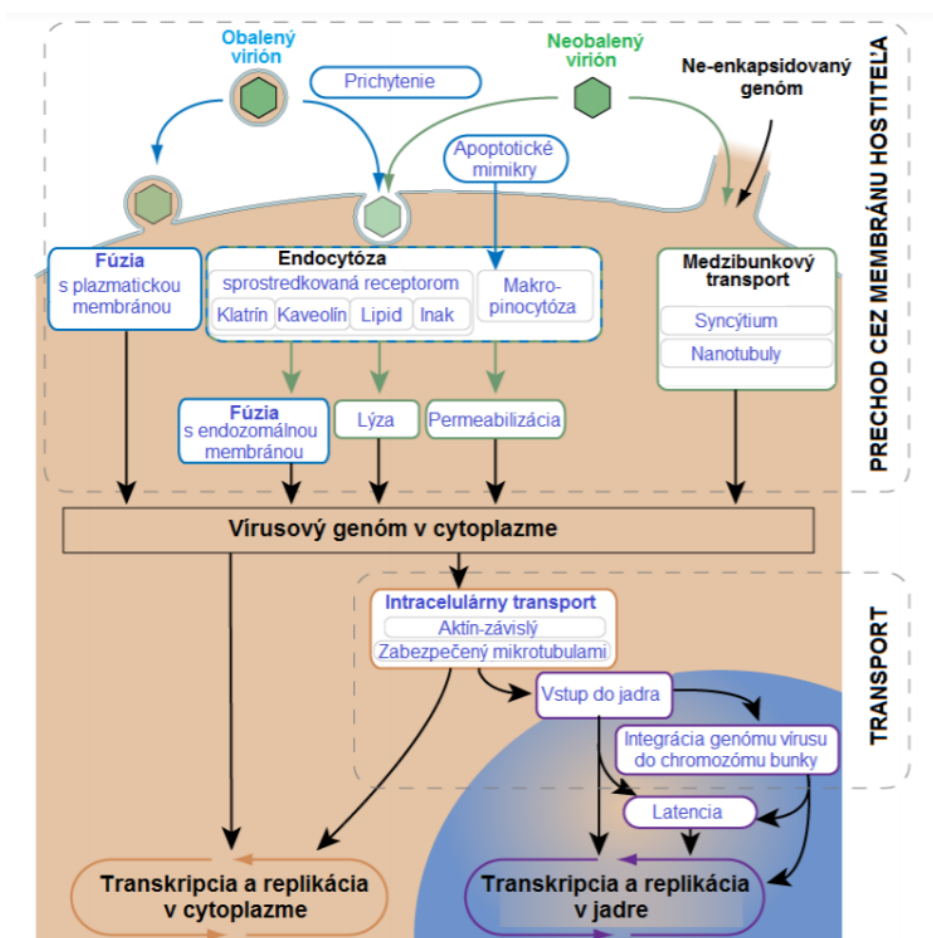 Obalený
virión
Neobalený
virión
Prichytenie
Ne-enkapsidovaný
genóm
Apoptotické
mimikry
PRECHOD CEZ MEMBRÁNU HOSTITEĽA
Fúzia
s plazmatickou
membránou
Endocytóza
sprostredkovaná receptorom
Klatrín
Kaveolín
Lipid
Inak
Makro-
pinocytóza
Medzibunkový
transport
Syncýtium
Nanotubuly
Fúzia
s endozomálnou
membránou
Lýza
Permeabilizácia
Vírusový genóm v cytoplazme
Intracelulárny transport
Aktín-závislý
Zabezpečený mikrotubulami
TRANSPORT
Vstup do jadra
Integrácia genómu vírusu
do chromozómu bunky
Latencia
Transkripcia a replikácia
v cytoplazme
Transkripcia a replikácia
v jadre